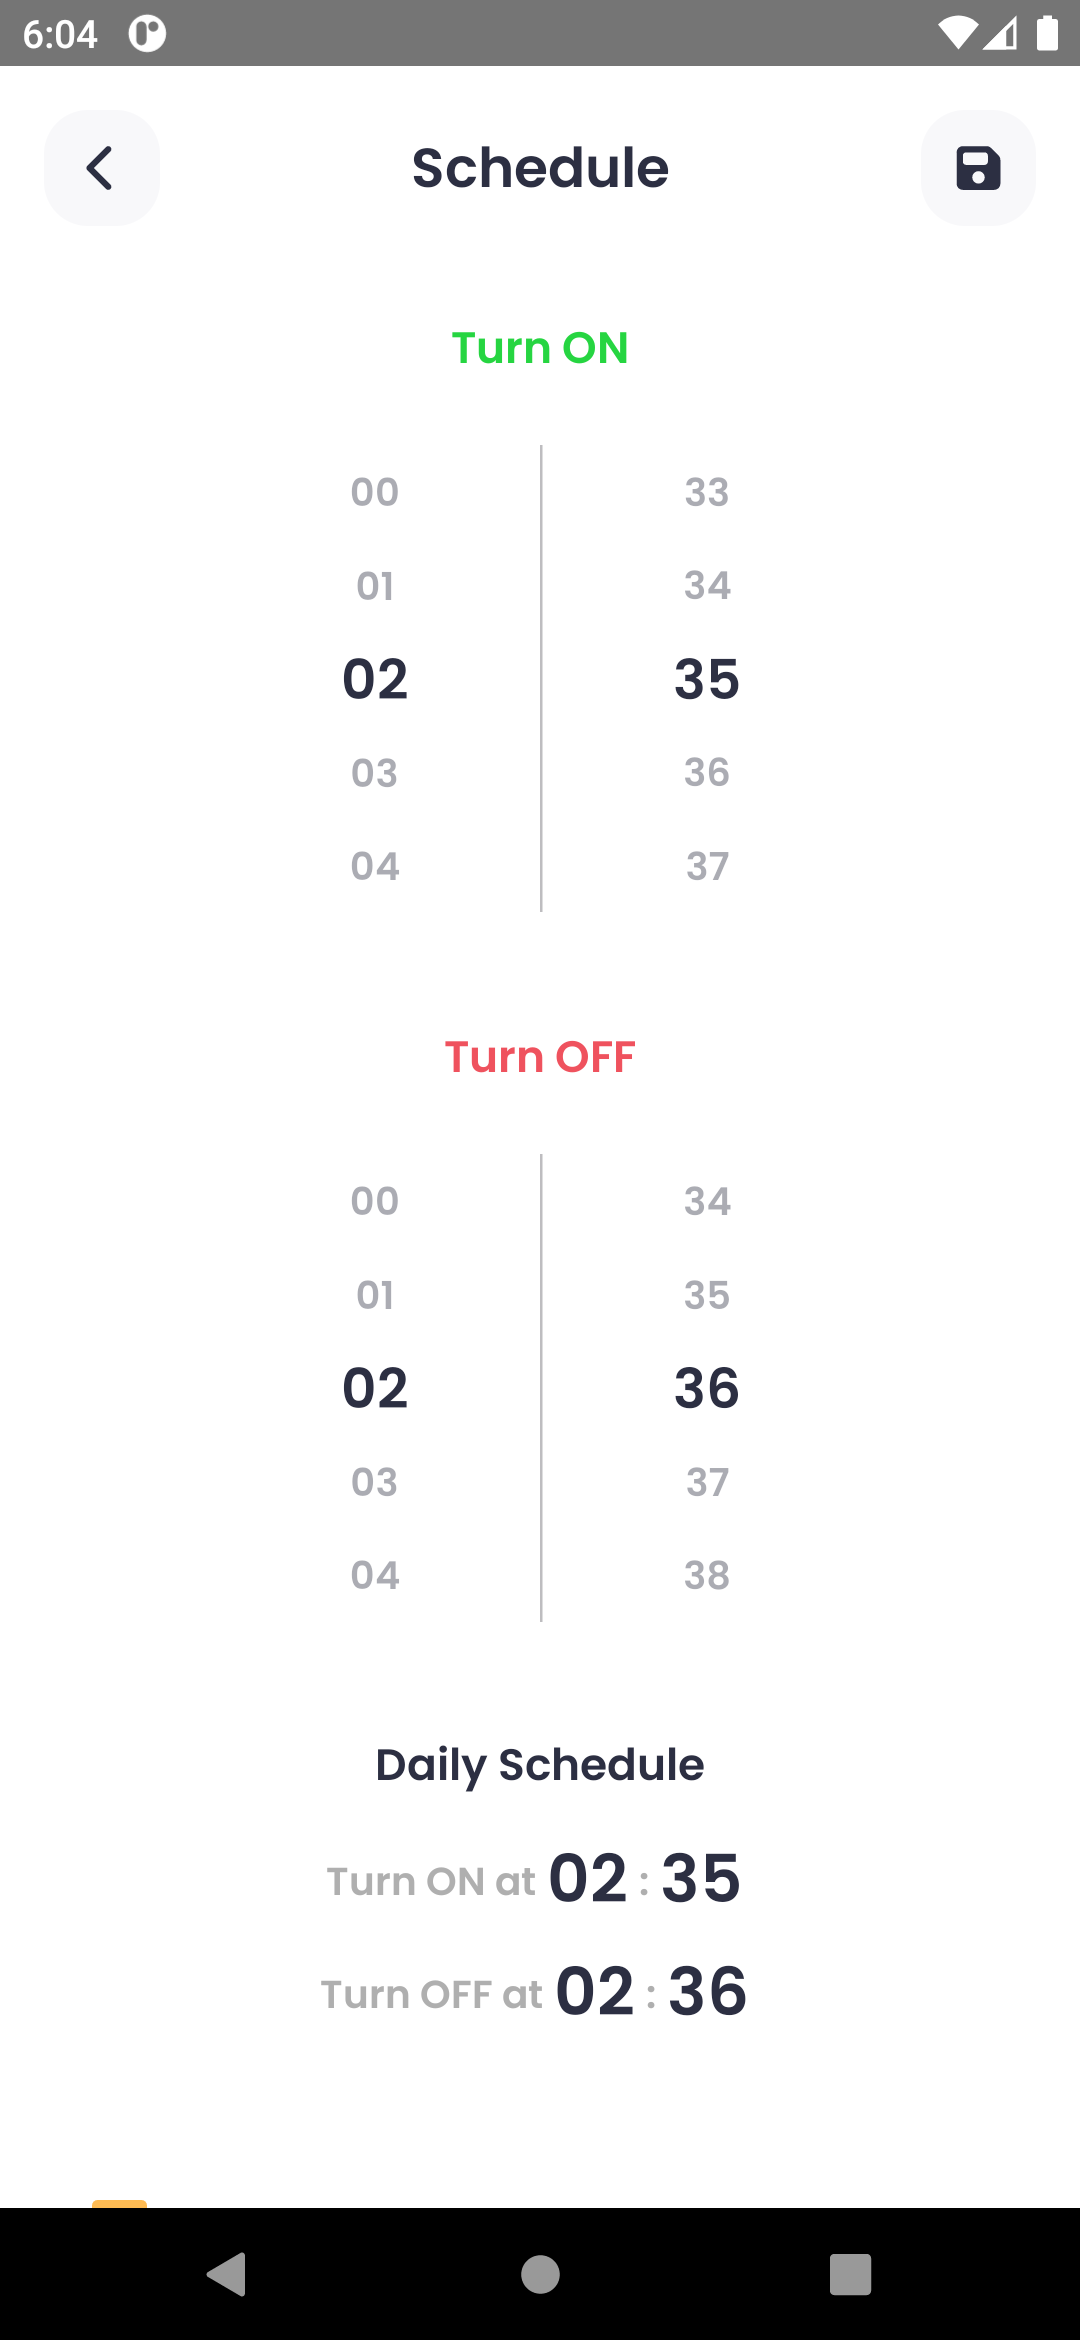 6:04
Schedule
Turn ON
00 33
01 34
02 35
03 36
04 37
Turn OFF
00 34
01 35
02 36
03 37
04 38
Daily Schedule
Turn ON at 02 : 35
Turn OFF at 02 : 36